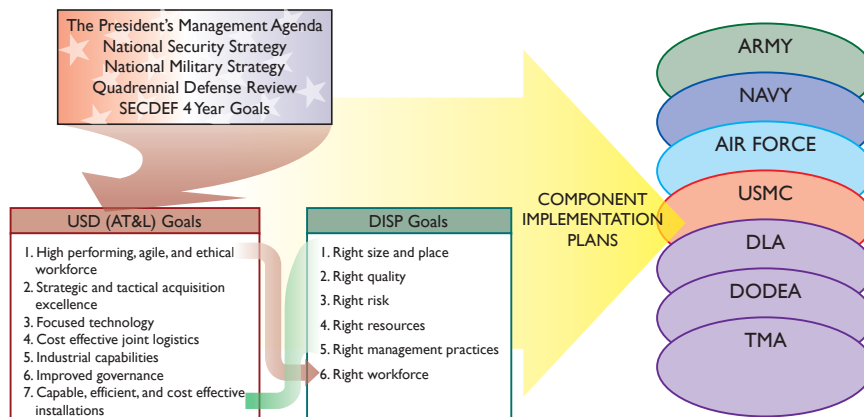 The President's Management Agenda
National Security Strategy
National Military Strategy
Quadrennial Defense Review
SECDEF 4 Year Goals
USD (AT&L) Goals
1. High performing, agile, and ethical
workforce
2. Strategic and tactical acquisition
excellence
3. Focused technology
4. Cost effective joint logistics
5. Industrial capabilities
6. Improved governance
7. Capable, efficient, and cost effective
installations
DISP Goals
1. Right size and place
2. Right quality
3. Right risk
4. Right resources
5. Right management practices
6. Right workforce
COMPONENT
IMPLEMENTATION
PLANS
ARMY
NAVY
AIR FORCE
USMC
DLA
DODEA
TMA